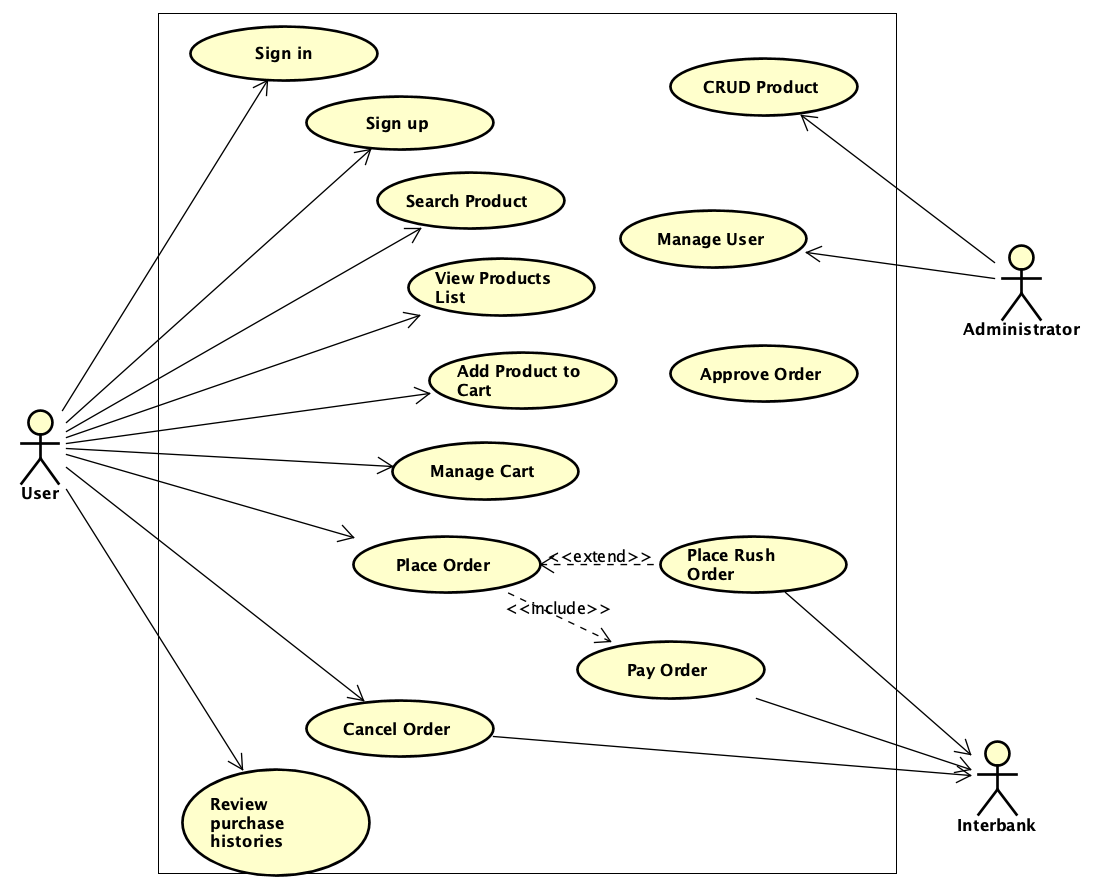 Sign in
CRUD Product
Sign up
Search Product
Manage User
View Products
List
Administrator
Add Product to
Cart
Approve Order
User
Manage Cart
Place Order
<<extend>>
Place Rush
Order
<<Include>>
Pay Order
Cancel Order
Review
purchase
histories
Interbank